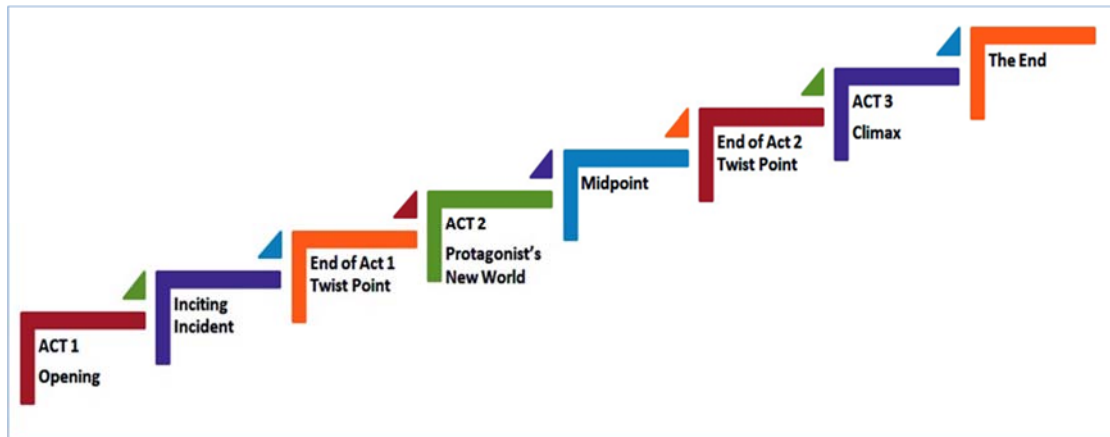 ACT 1
Opening
Inciting
Incident
End of Act 1
Twist Point
ACT 2
Protagonist's
New World
Midpoint
End of Act 2
Twist Point
ACT 3
Climax
The End